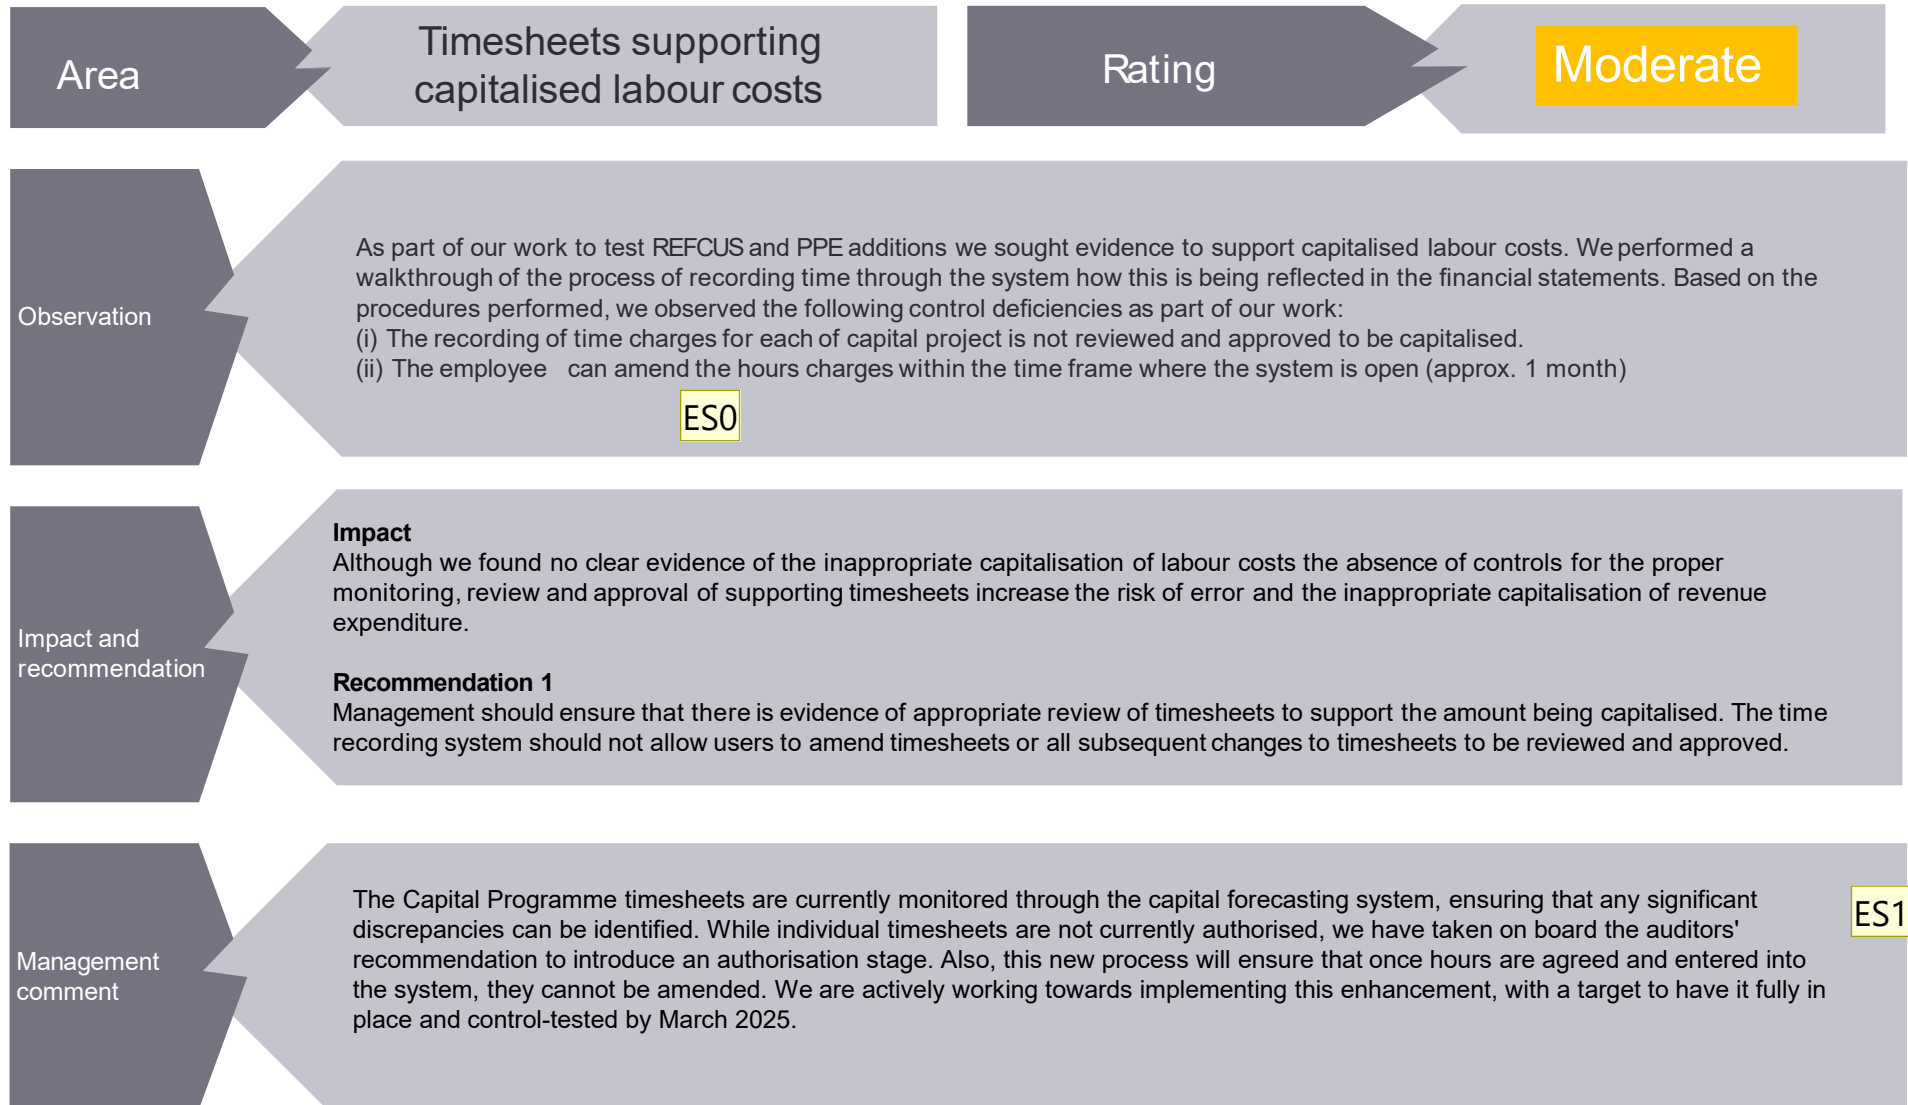 Area
Timesheets supporting
capitalised labour costs
Rating
Moderate
Observation
As part of our work to test REFCUS and PPE additions we sought evidence to support capitalised labour costs. We performed a
walkthrough of the process of recording time through the system how this is being reflected in the financial statements. Based on the
procedures performed, we observed the following control deficiencies as part of our work:
(i) The recording of time charges for each of capital project is not reviewed and approved to be capitalised.
(ii) The employee can amend the hours charges within the time frame where the system is open (approx. 1 month)
ES0
Impact and
recommendation
Impact
Although we found no clear evidence of the inappropriate capitalisation of labour costs the absence of controls for the proper
monitoring, review and approval of supporting timesheets increase the risk of error and the inappropriate capitalisation of revenue
expenditure.
Recommendation 1
Management should ensure that there is evidence of appropriate review of timesheets to support the amount being capitalised. The time
recording system should not allow users to amend timesheets or all subsequent changes to timesheets to be reviewed and approved.
Management
comment
The Capital Programme timesheets are currently monitored through the capital forecasting system, ensuring that any significant
discrepancies can be identified. While individual timesheets are not currently authorised, we have taken on board the auditors'
recommendation to introduce an authorisation stage. Also, this new process will ensure that once hours are agreed and entered into
the system, they cannot be amended. We are actively working towards implementing this enhancement, with a target to have it fully in
place and control-tested by March 2025.
ES1